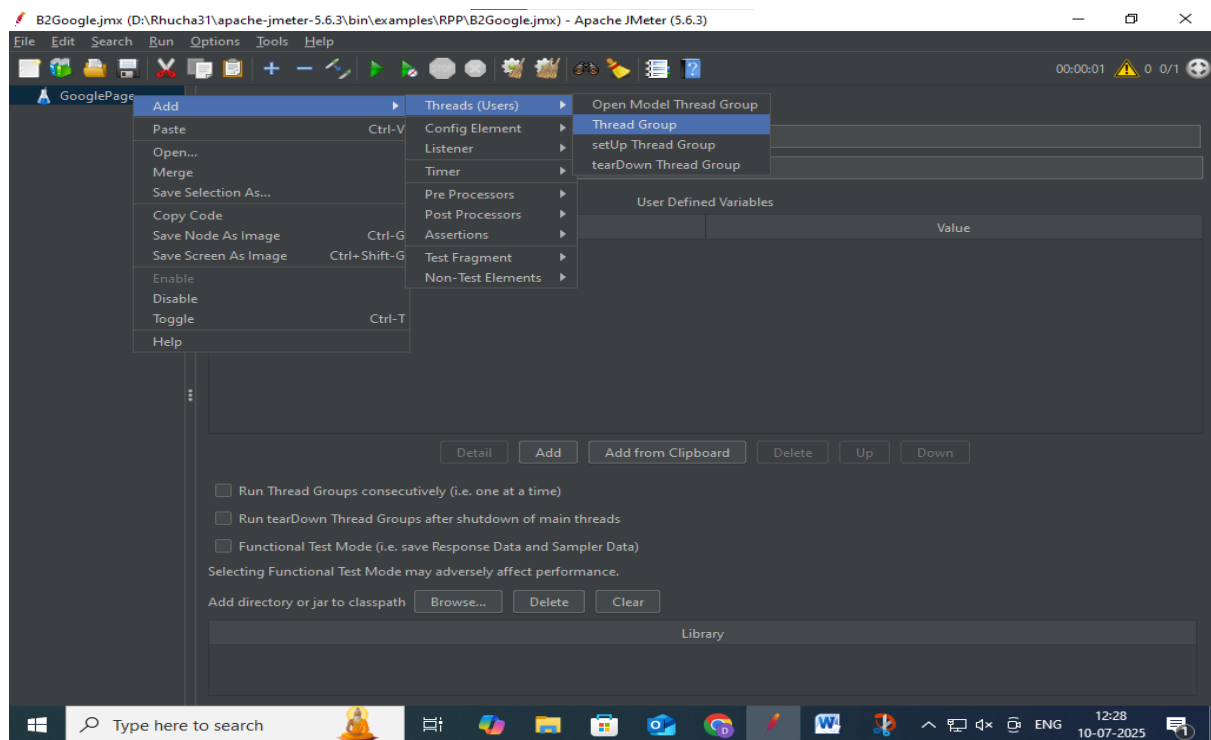 B2Google.jmx (D:\Rhucha31\apache-jmeter-5.6.3\bin\examples\RPP\B2Google.jmx) - Apache JMeter (5.6.3)
File Edit Search Run Options Tools Help
00:00:01 0 0/1
GooglePage
Add
Paste Ctrl-V
Open...
Merge
Save Selection As...
Copy Code
Save Node As Image Ctrl-G
Save Screen As Image Ctrl+Shift-G
Enable
Disable
Toggle Ctrl-T
Help
Threads (Users)
Config Element
Listener
Timer
Pre Processors
Post Processors
Assertions
Test Fragment
Non-Test Elements
Open Model Thread Group
Thread Group
setUp Thread Group
tearDown Thread Group
User Defined Variables
Value
Detail Add Add from Clipboard Delete Up Down
Run Thread Groups consecutively (i.e. one at a time)
Run tearDown Thread Groups after shutdown of main threads
Functional Test Mode (i.e. save Response Data and Sampler Data)
Selecting Functional Test Mode may adversely affect performance.
Add directory or jar to classpath Browse... Delete Clear
Library
Type here to search
ENG
12:28
10-07-2025
1